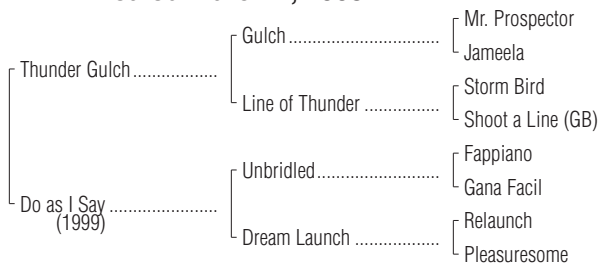 Gulch
Mr. Prospector
Jameela
Thunder Gulch
Line of Thunder
Storm Bird
Shoot a Line (GB)
Unbridled
Fappiano
Gana Facil
Do as I Say
(1999)
Dream Launch
Relaunch
Pleasuresome